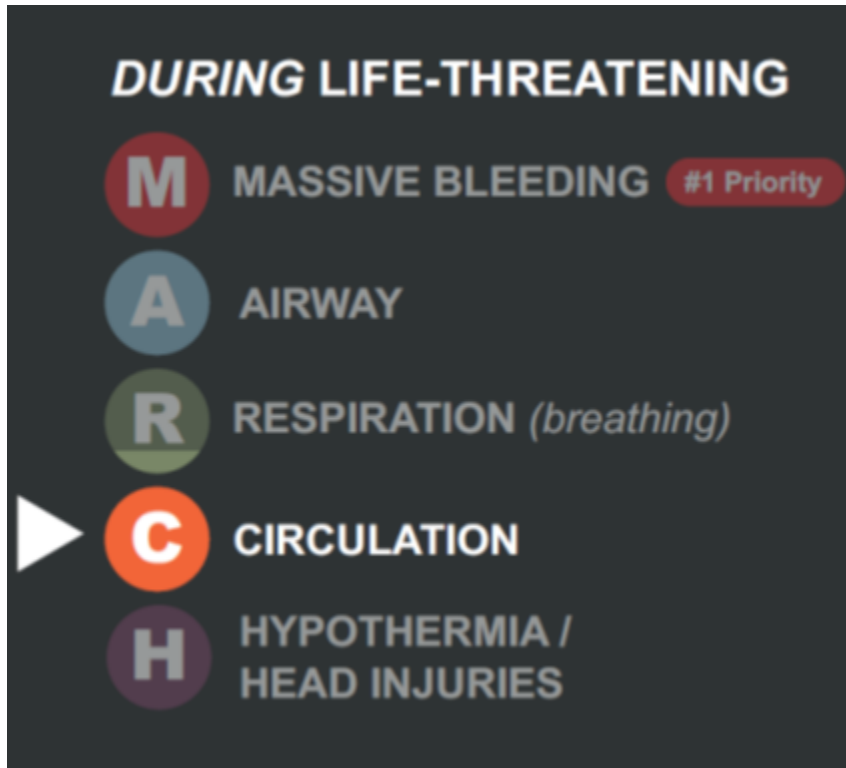 DURING LIFE-THREATENING
M MASSIVE BLEEDING #1 Priority
A AIRWAY
R RESPIRATION (breathing)
C CIRCULATION
H HYPOTHERMIA /
HEAD INJURIES